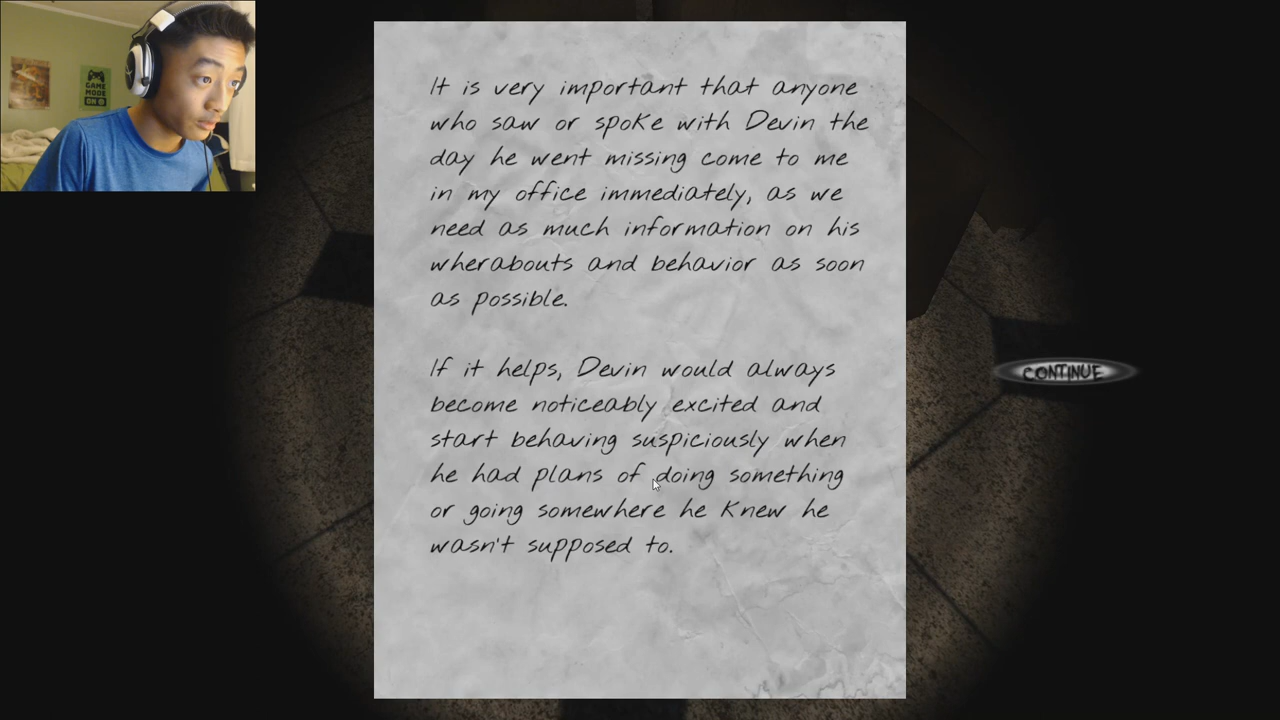 GAME
MODE
ON
It is very important that anyone
who saw or spoke with Devin the
day he went missing come to me
in my office immediately, as we
need as much information on his
wherabouts and behavior as soon
as possible.
If it helps, Devin would always
become noticeably excited and
start behaving suspiciously when
he had plans of doing something
or going somewhere he knew he
wasn't supposed to.
CONTINUE